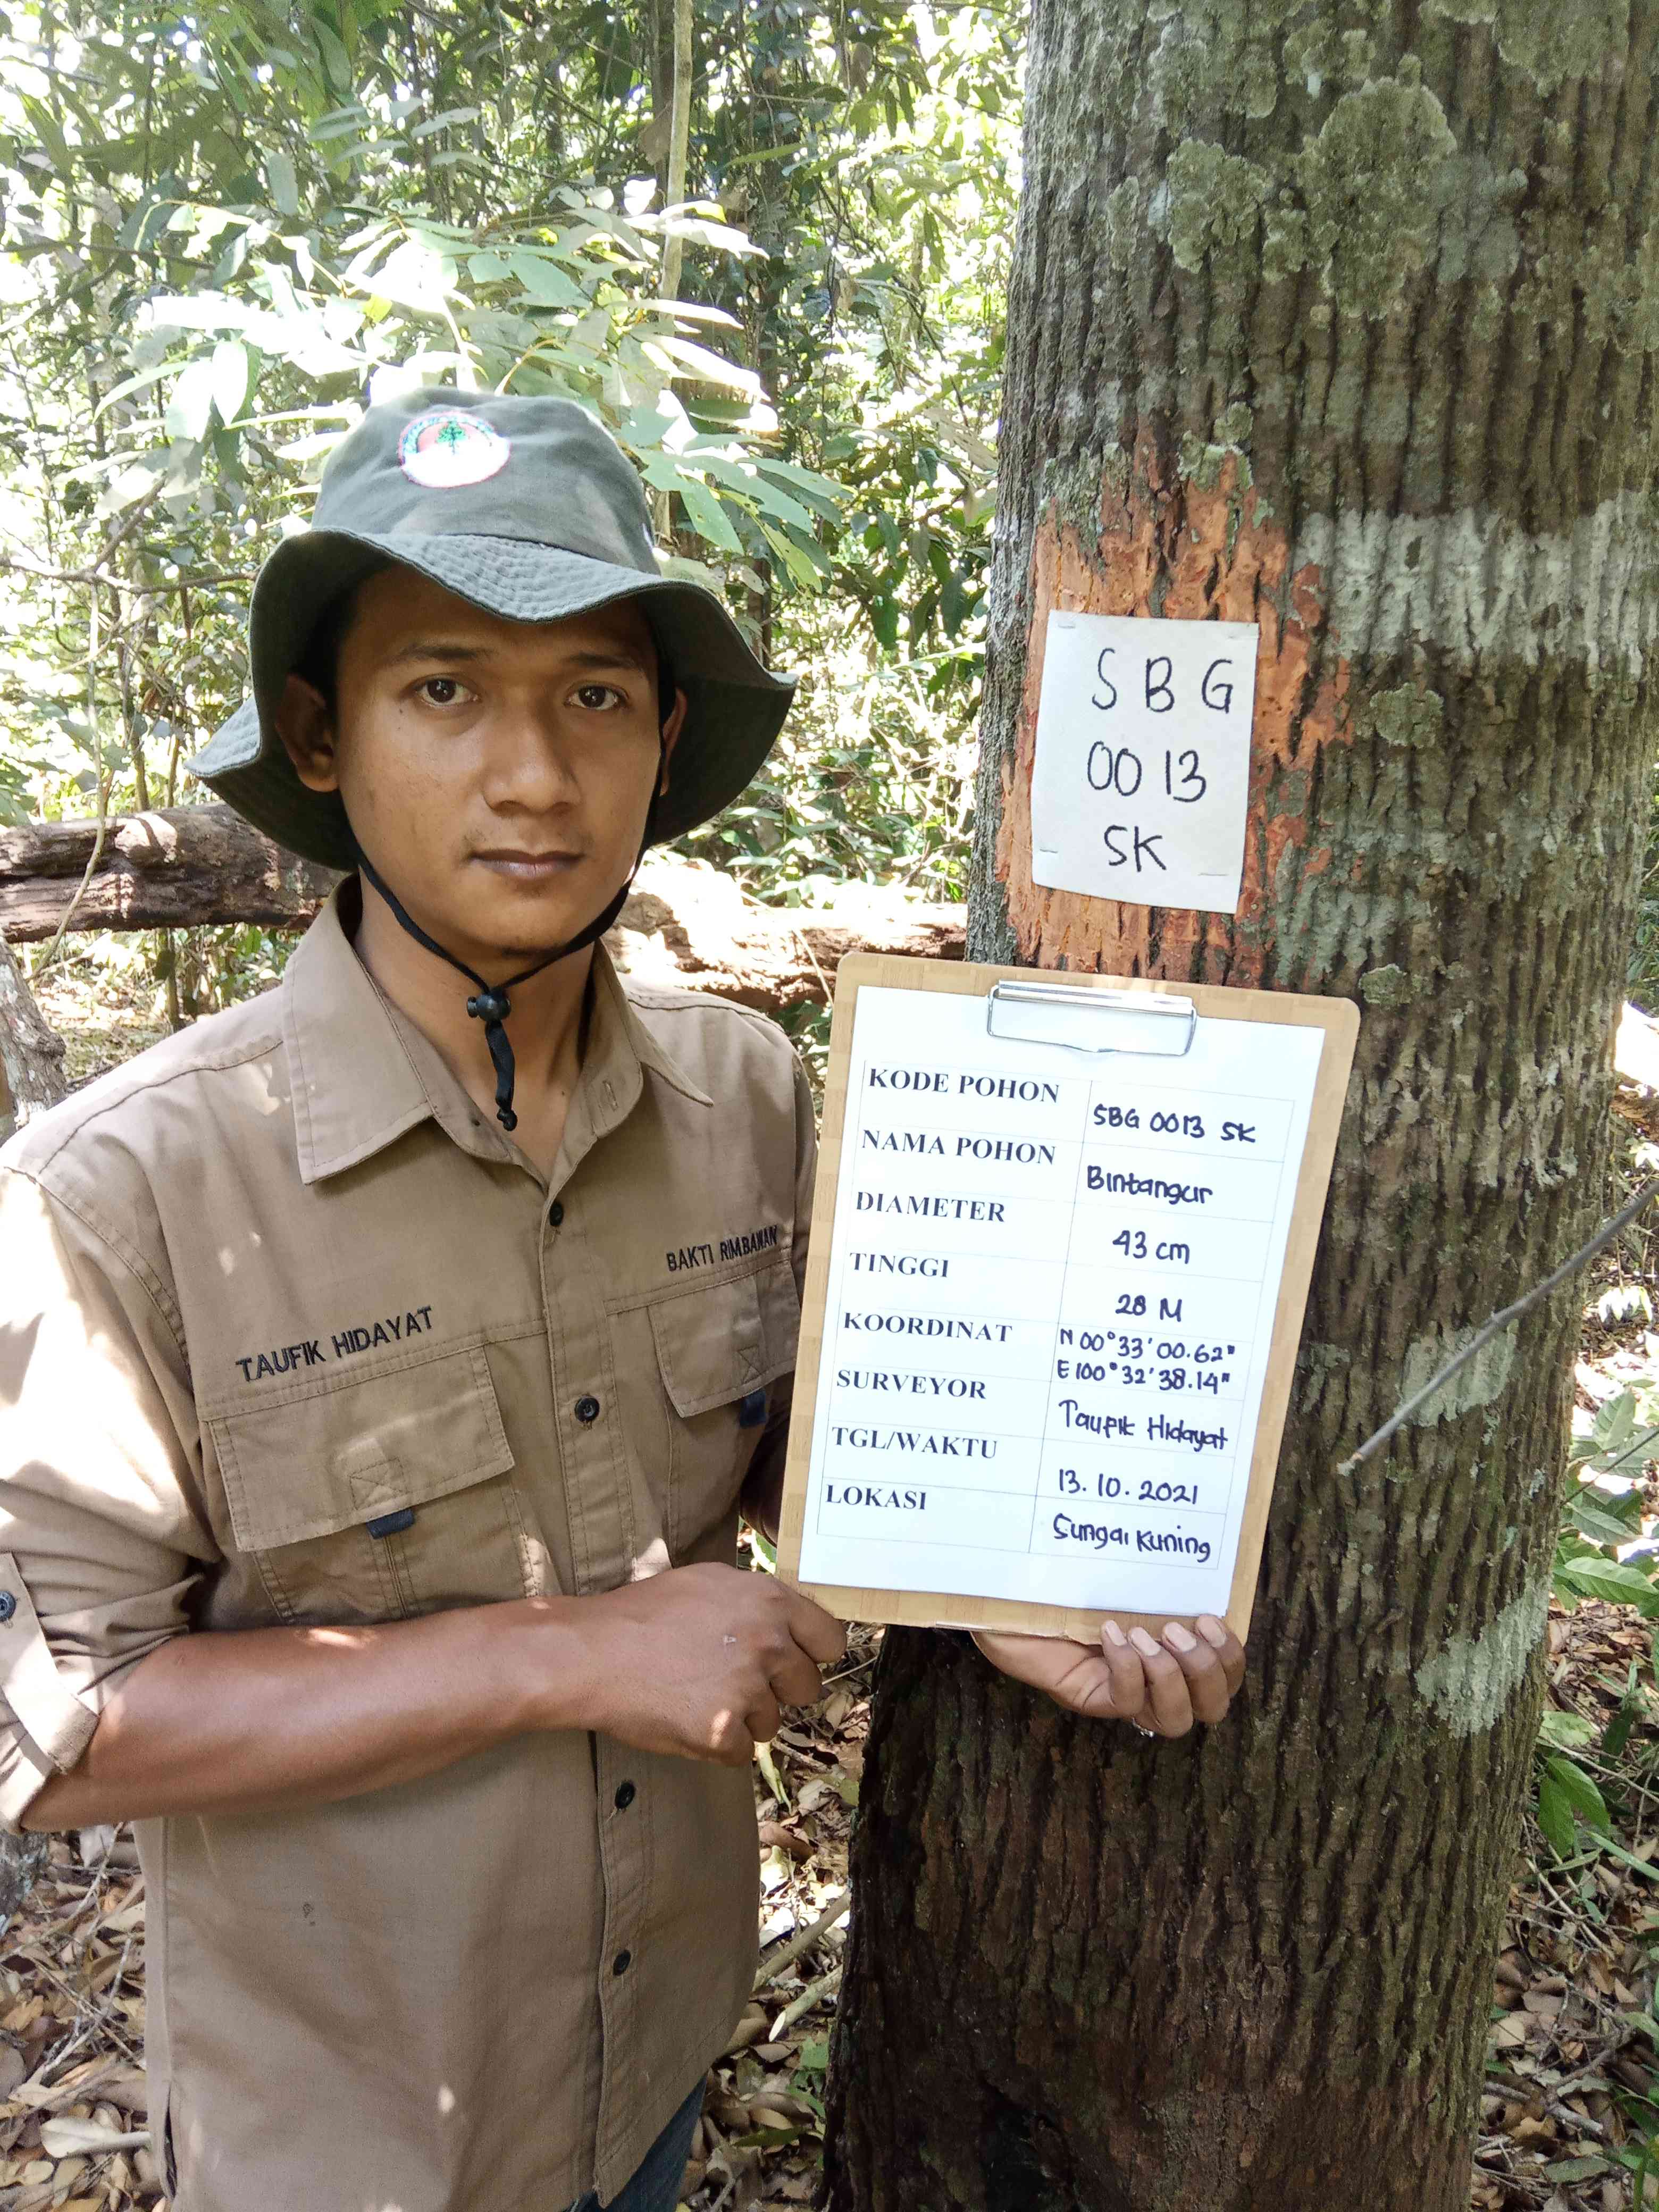 S B G
00 13
SK
TAUFIK HIDAYAT
BAKTI RIMBAWAN
KODE POHON SBG 0013 SK
NAMA POHON Bintangur
DIAMETER 43 cm
TINGGI 28 M
KOORDINAT N 00°33'00.62"
E 100°32'38.14"
SURVEYOR Taufik Hidayat
TGL/WAKTU 13.10.2021
LOKASI Sungai Kuning